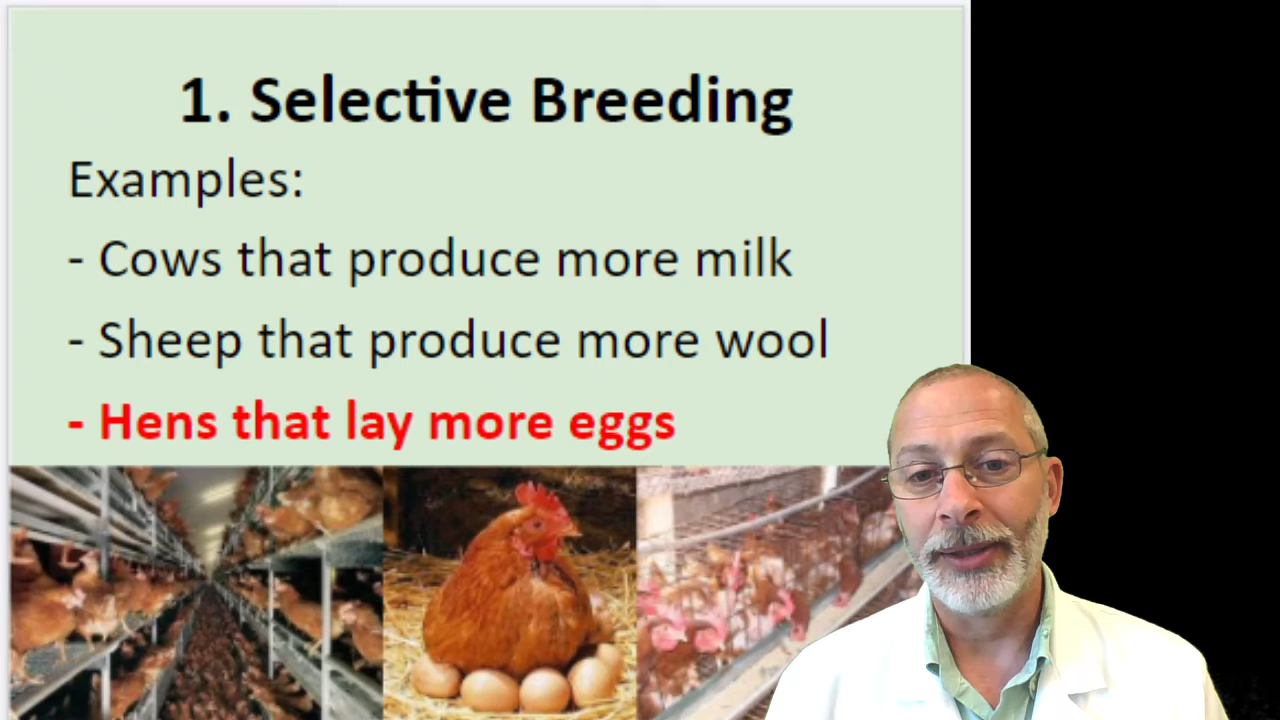 1. Selective Breeding
Examples:
- Cows that produce more milk
- Sheep that produce more wool
- Hens that lay more eggs